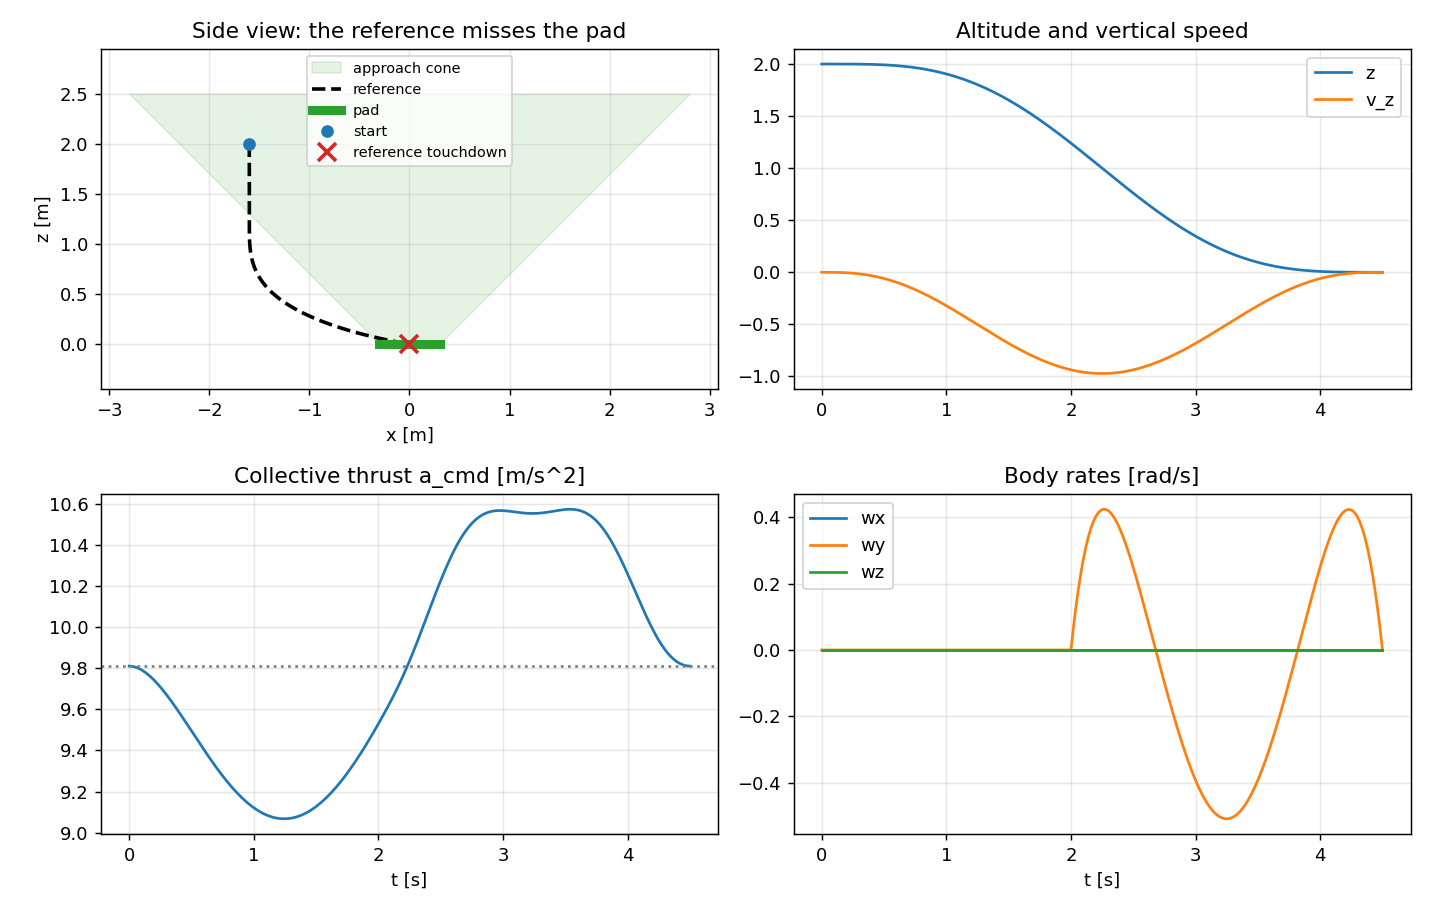 Side view: the reference misses the pad
approach cone
reference
pad
start
reference touchdown
z [m]
2.5
2.0
1.5
1.0
0.5
0.0
−3 −2 −1 0 1 2 3
x [m]
Altitude and vertical speed
z
v_z
2.0
1.5
1.0
0.5
0.0
−0.5
−1.0
0 1 2 3 4
Collective thrust a_cmd [m/s^2]
10.6
10.4
10.2
10.0
9.8
9.6
9.4
9.2
9.0
0 1 2 3 4
t [s]
Body rates [rad/s]
wx
wy
wz
0.4
0.2
0.0
−0.2
−0.4
0 1 2 3 4
t [s]